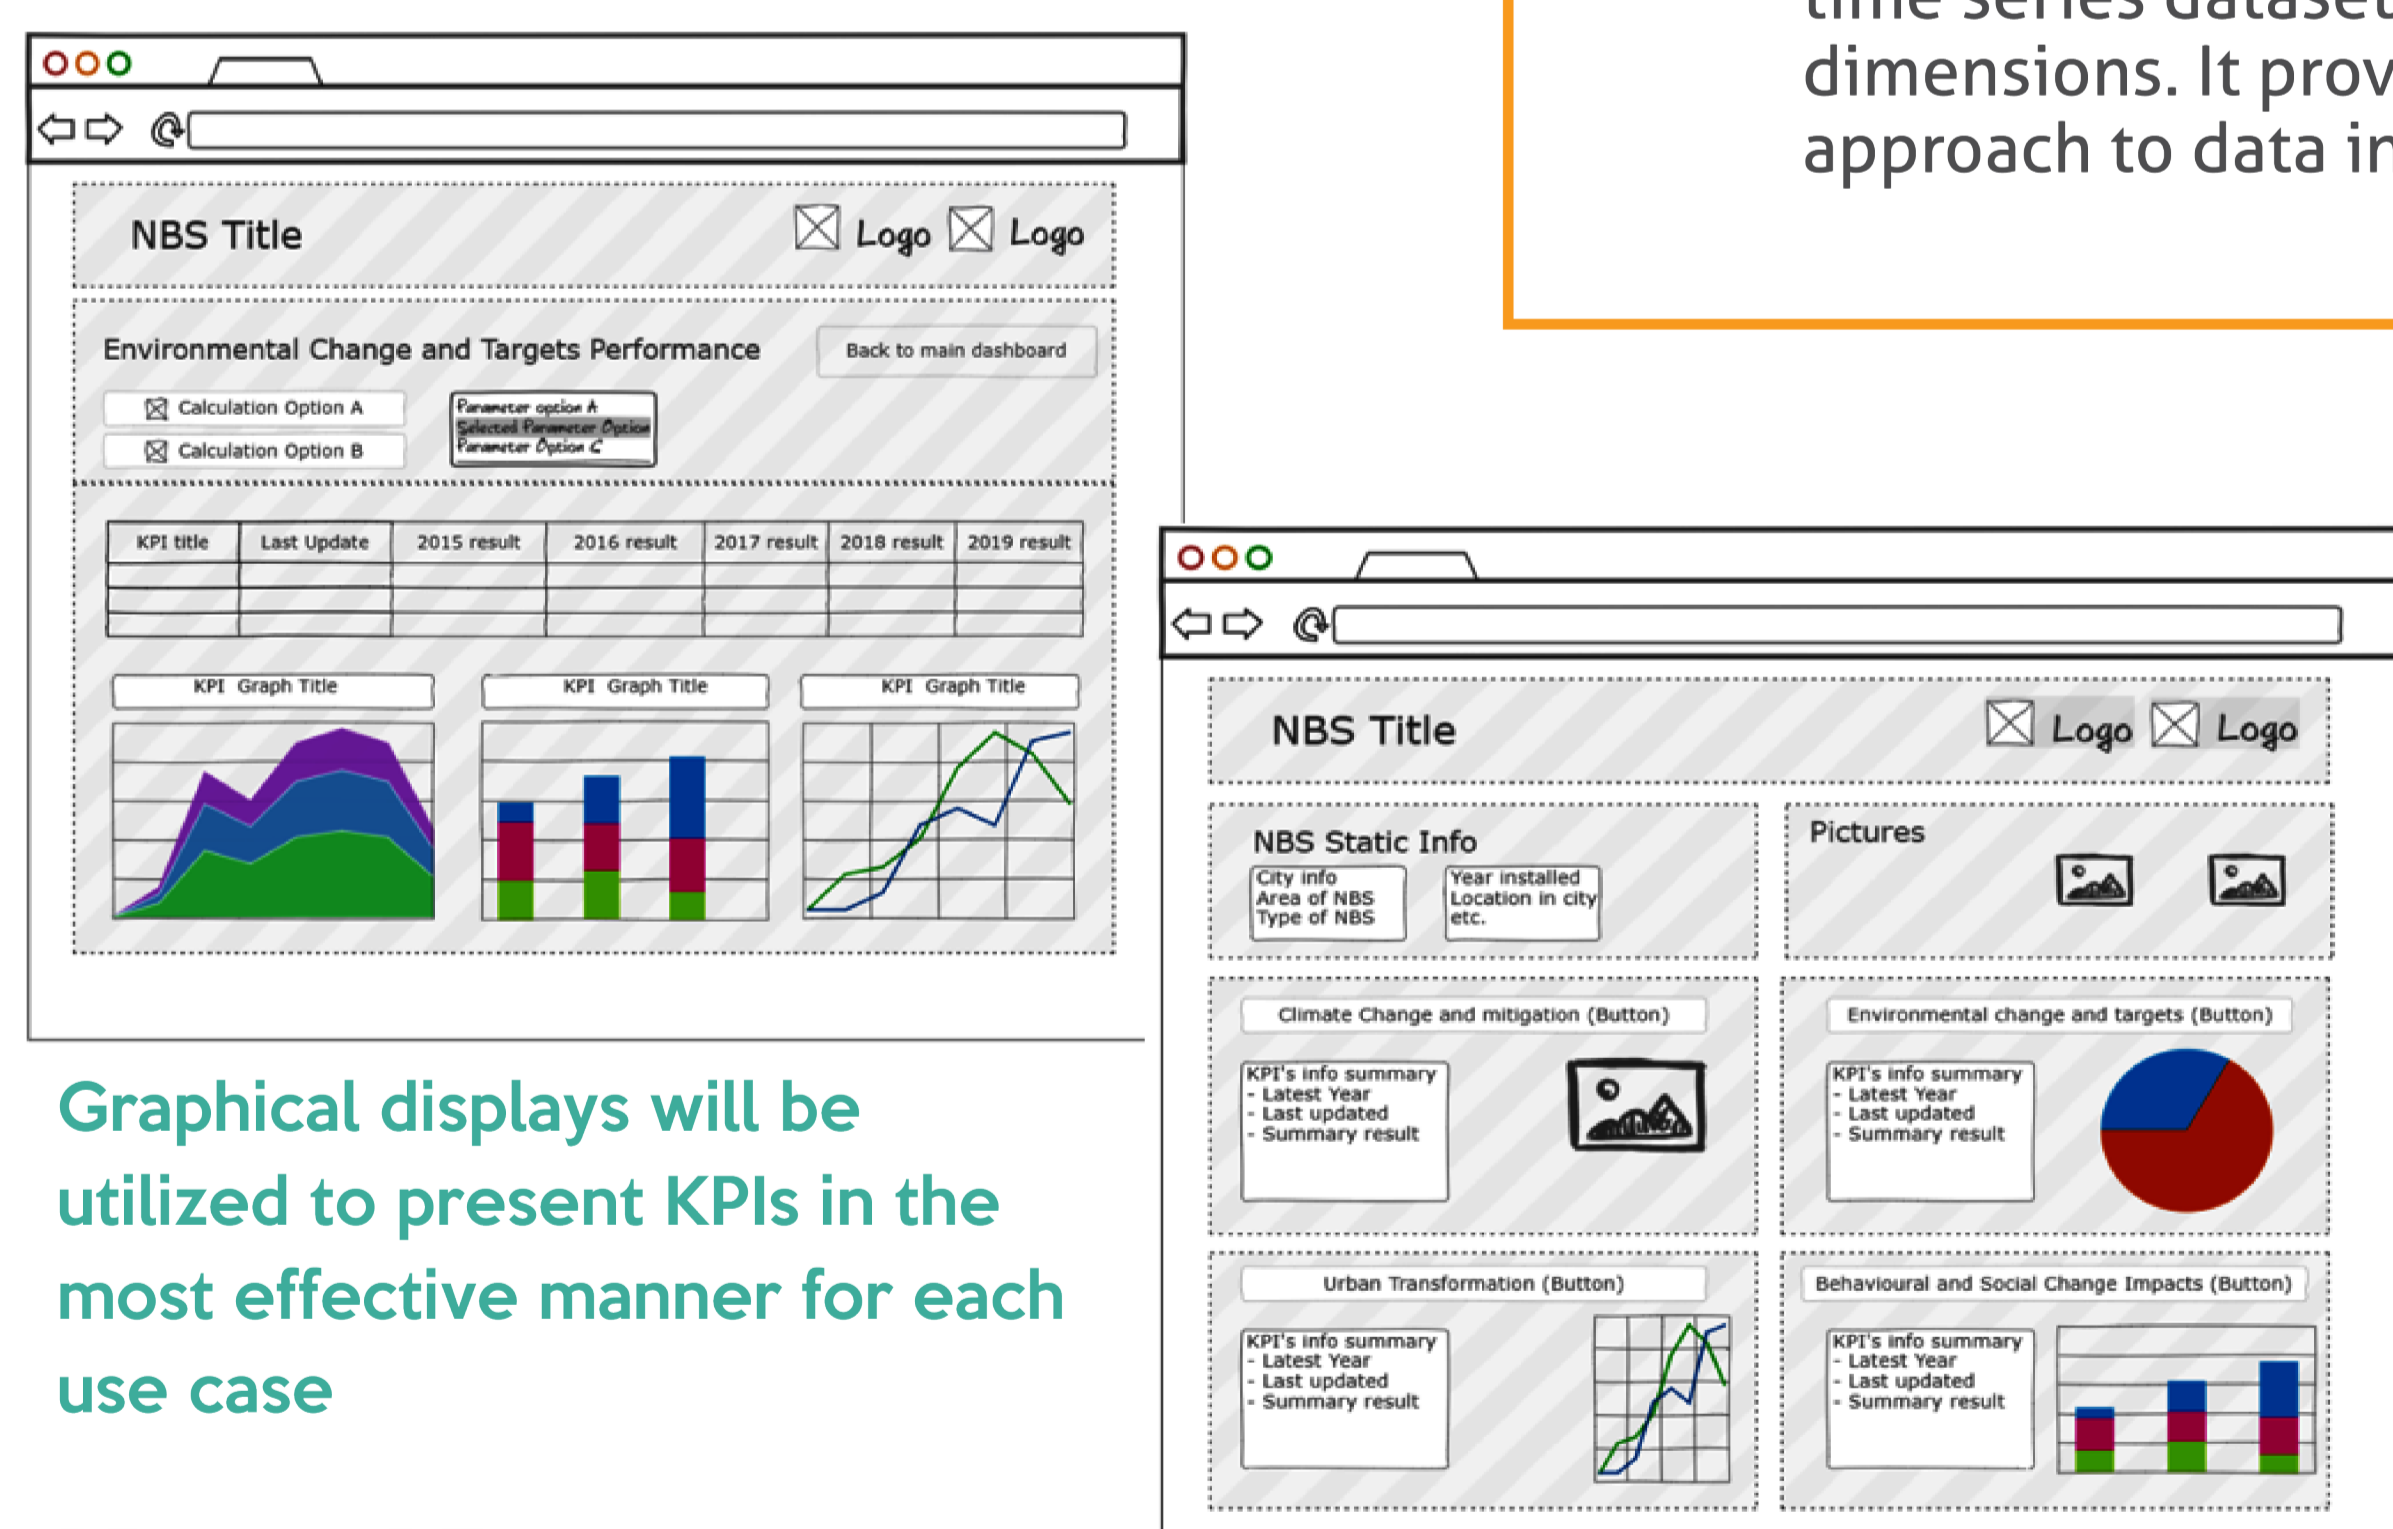 time series dataset
dimensions. It prov
approach to data in
NBS Title
Logo Logo
Environmental Change and Targets Performance
Back to main dashboard
Calculation Option A
Calculation Option B
Parameter option A
Selected Parameter Option
Parameter Option C
KPI title Last Update 2015 result 2016 result 2017 result 2018 result 2019 result
KPI Graph Title KPI Graph Title KPI Graph Title
Graphical displays will be
utilized to present KPIs in the
most effective manner for each
use case
NBS Title
Logo Logo
NBS Static Info
City info
Area of NBS
Type of NBS
Year installed
Location in city
etc.
Pictures
Climate Change and mitigation (Button)
KPI's info summary
- Latest Year
- Last updated
- Summary result
Environmental change and targets (Button)
KPI's info summary
- Latest Year
- Last updated
- Summary result
Urban Transformation (Button)
KPI's info summary
- Latest Year
- Last updated
- Summary result
Behavioural and Social Change Impacts (Button)
KPI's info summary
- Latest Year
- Last updated
- Summary result